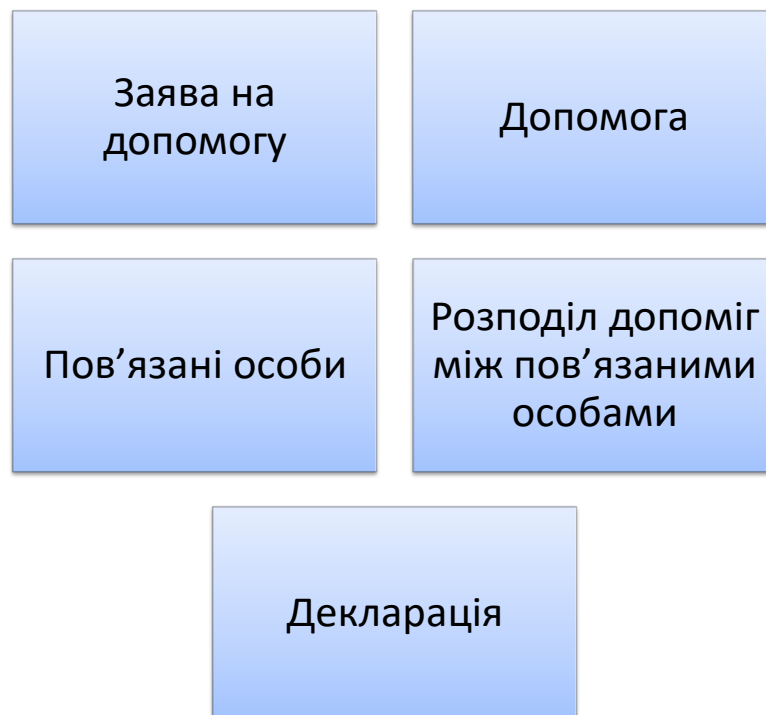 Заява на
допомогу
Допомога
Пов’язані особи
Розподіл допоміг
між пов’язаними
особами
Декларація